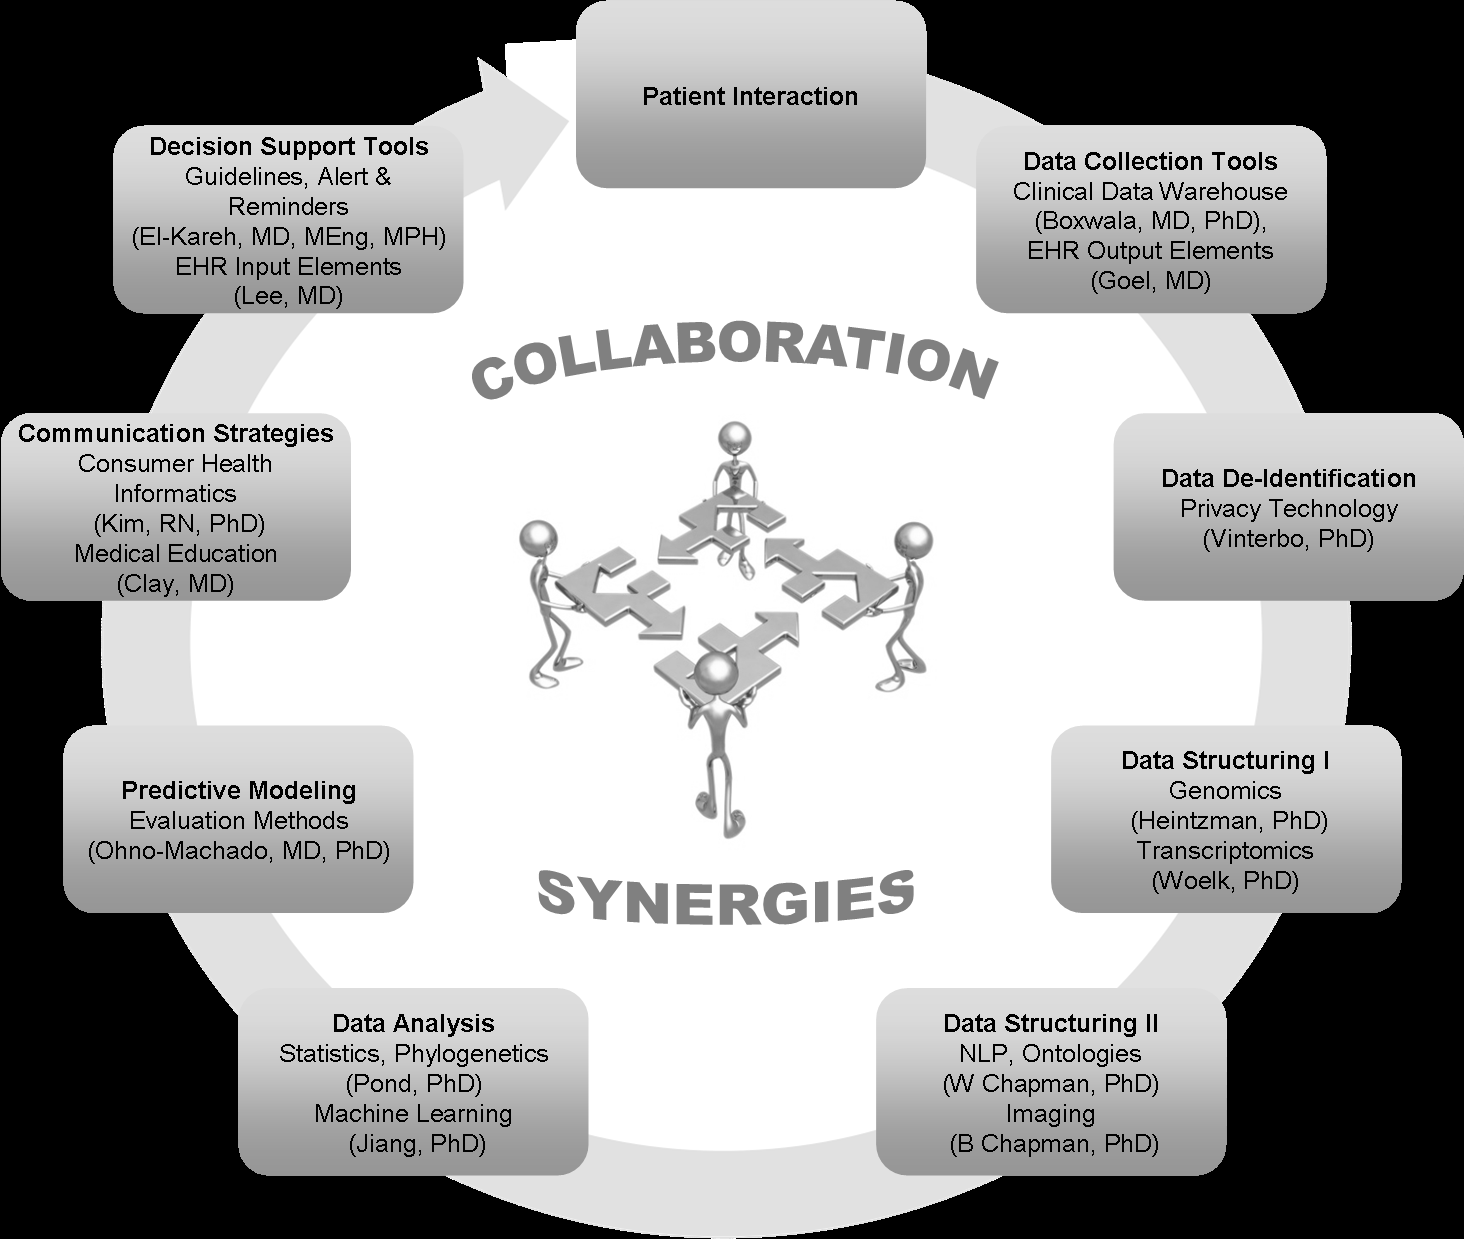 Patient Interaction
Data Collection Tools
Clinical Data Warehouse
(Boxwala, MD, PhD),
EHR Output Elements
(Goel, MD)
Data De-Identification
Privacy Technology
(Vinterbo, PhD)
Data Structuring I
Genomics
(Heintzman, PhD)
Transcriptomics
(Woelk, PhD)
Data Structuring II
NLP, Ontologies
(W Chapman, PhD)
Imaging
(B Chapman, PhD)
Data Analysis
Statistics, Phylogenetics
(Pond, PhD)
Machine Learning
(Jiang, PhD)
Predictive Modeling
Evaluation Methods
(Ohno-Machado, MD, PhD)
Communication Strategies
Consumer Health
Informatics
(Kim, RN, PhD)
Medical Education
(Clay, MD)
Decision Support Tools
Guidelines, Alert &
Reminders
(El-Kareh, MD, MEng, MPH)
EHR Input Elements
(Lee, MD)
COLLABORATION
SYNERGIES